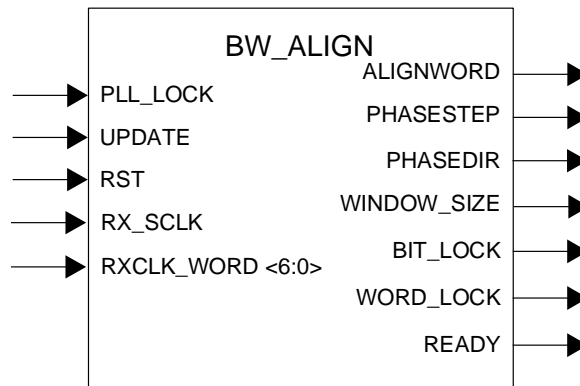 BW_ALIGN
PLL_LOCK
UPDATE
RST
RX_SCLK
RXCLK_WORD <6:0>
ALIGNWORD
PHASESTEP
PHASEDIR
WINDOW_SIZE
BIT_LOCK
WORD_LOCK
READY